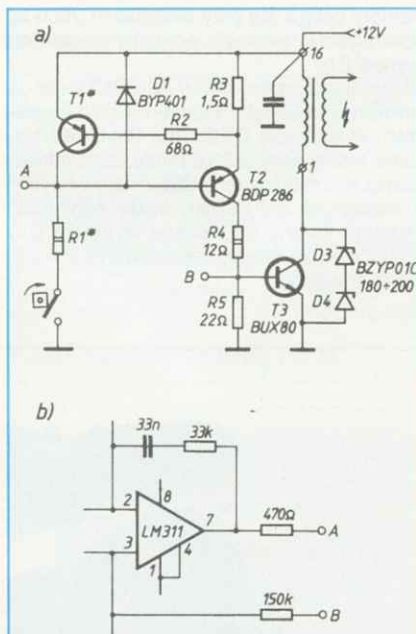 a)
+12V
16
D1
BYP401
R3
1,5Ω
T1*
R2
68Ω
A
T2
BDP286
1
R1*
R4
12Ω
D3
B
BZYP01C
180÷200
R5
22Ω
T3
BUX80
D4
b)
33n
33k
2
8
7
470Ω
A
LM311
3
4
1
150k
B